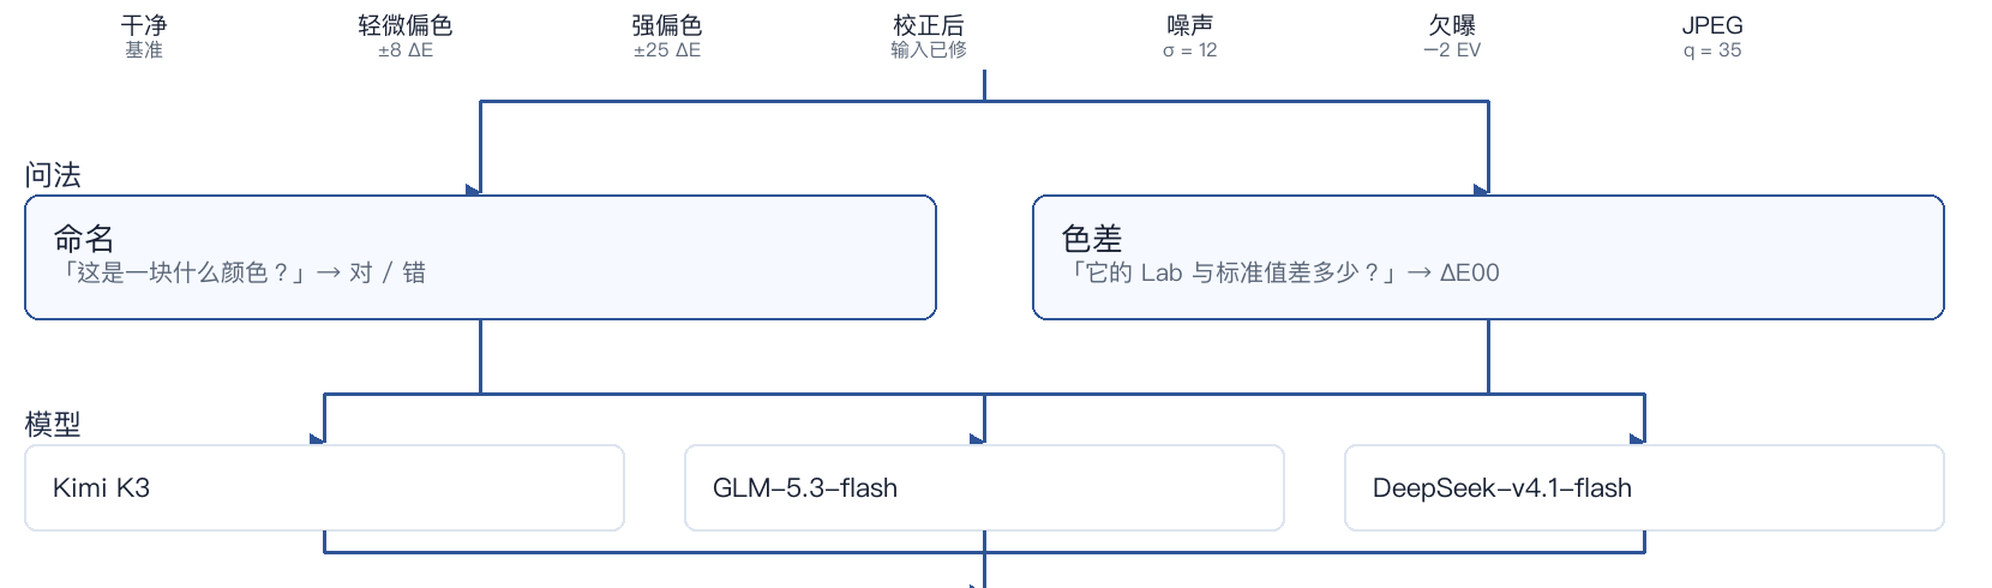 干净 轻微偏色 强偏色 校正后 噪声 欠曝 JPEG
基准 ±8 ΔE ±25 ΔE 输入已修 σ = 12 −2 EV q = 35
问法
命名 色差
「这是一块什么颜色？」→ 对 / 错 「它的 Lab 与标准值差多少？」→ ΔE00
模型
Kimi K3 GLM-5.3-flash DeepSeek-v4.1-flash